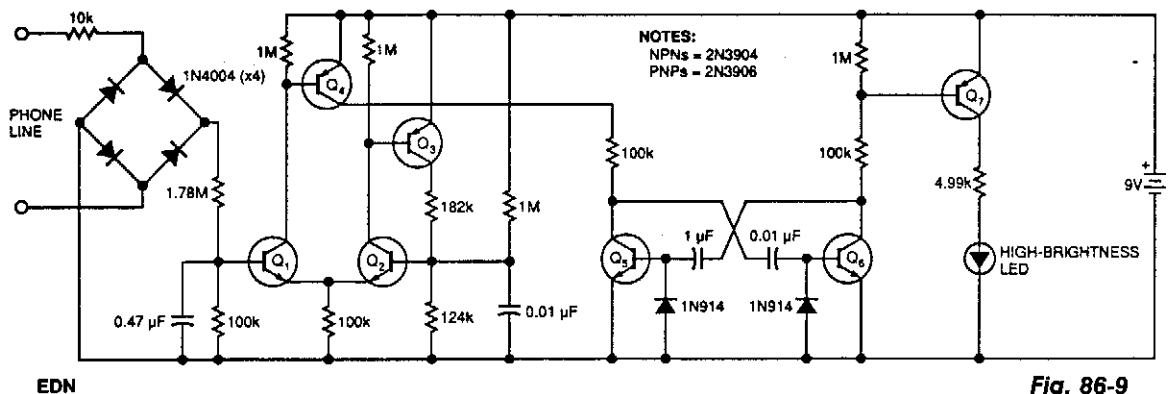 10k
1N4004 (x4)
PHONE
LINE
1.78M
0.47 µF
100k
1M
Q4
1M
Q3
182k
1M
Q1
Q2
100k
124k
0.01 µF
NOTES:
NPNs = 2N3904
PNPs = 2N3906
100k
1 µF
0.01 µF
Q5
Q6
1N914
1N914
1M
100k
Q7
4.99k
HIGH-BRIGHTNESS
LED
+
9V
EDN
Fig. 86-9